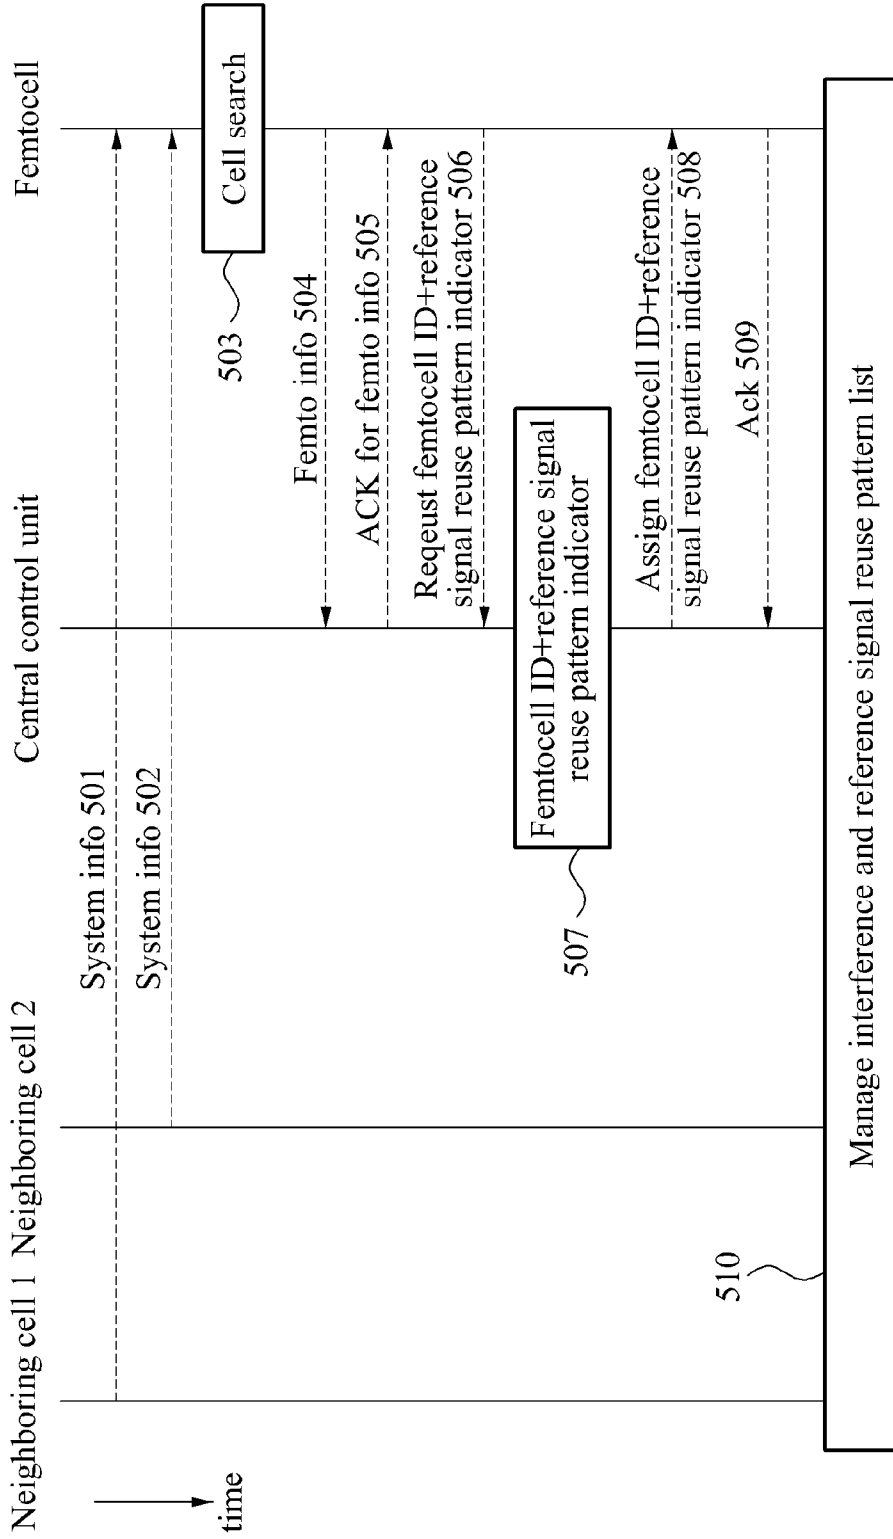 Neighboring cell 1
Neighboring cell 2
Central control unit
Femtocell
time
System info 501
System info 502
Cell search
503
Femto info 504
ACK for femto info 505
Reqeust femtocell ID+reference
signal reuse pattern indicator 506
Femtocell ID+reference signal
reuse pattern indicator
507
Assign femtocell ID+reference
signal reuse pattern indicator 508
Ack 509
510
Manage interference and reference signal reuse pattern list